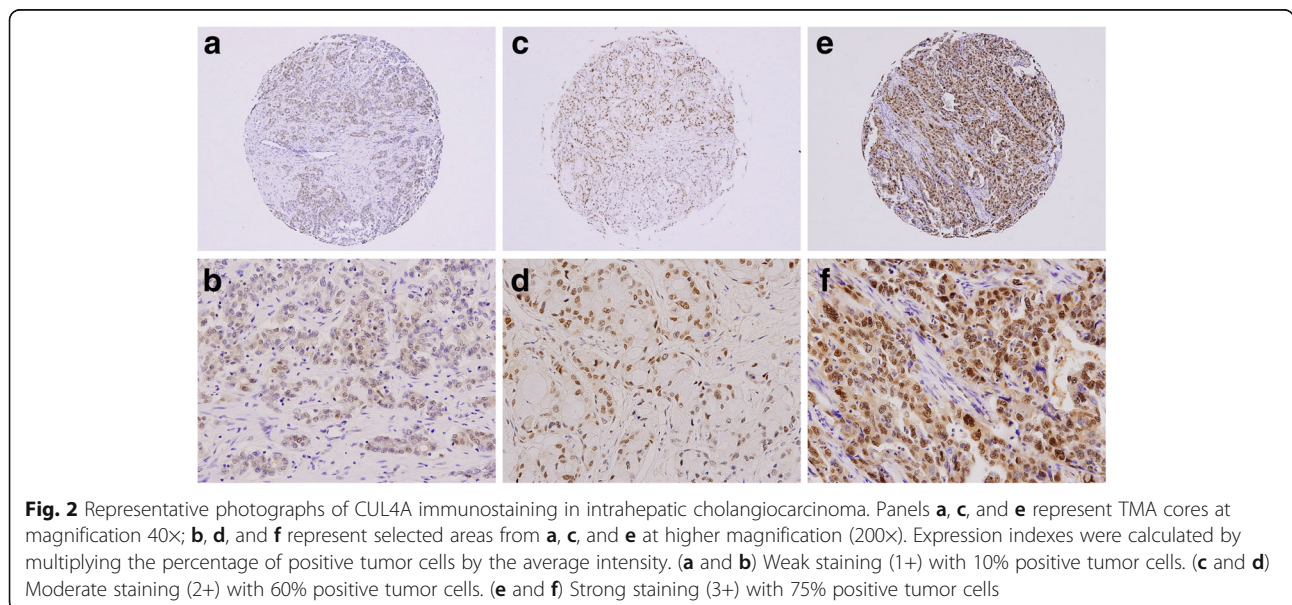 a c e
b d f
Fig. 2 Representative photographs of CUL4A immunostaining in intrahepatic cholangiocarcinoma. Panels a, c, and e represent TMA cores at
magnification 40×; b, d, and f represent selected areas from a, c, and e at higher magnification (200×). Expression indexes were calculated by
multiplying the percentage of positive tumor cells by the average intensity. (a and b) Weak staining (1+) with 10% positive tumor cells. (c and d)
Moderate staining (2+) with 60% positive tumor cells. (e and f) Strong staining (3+) with 75% positive tumor cells